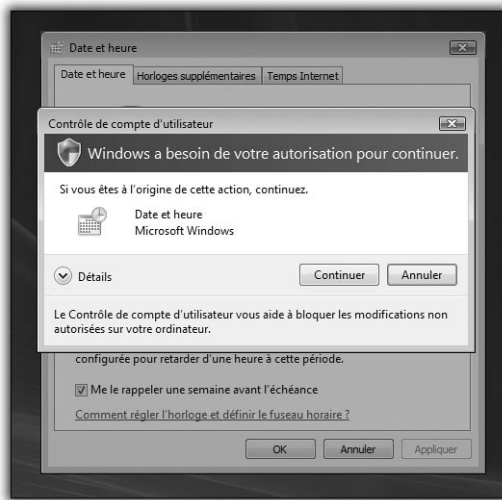 Date et heure
Date et heure Horloges supplémentaires Temps Internet
Contrôle de compte d'utilisateur
Windows a besoin de votre autorisation pour continuer.
Si vous êtes à l'origine de cette action, continuez.
Date et heure
Microsoft Windows
Détails Continuer Annuler
Le Contrôle de compte d'utilisateur vous aide à bloquer les modifications non
autorisées sur votre ordinateur.
configurée pour retarder d'une heure à cette période.
Me le rappeler une semaine avant l'échéance
Comment régler l'horloge et définir le fuseau horaire ?
OK Annuler Appliquer